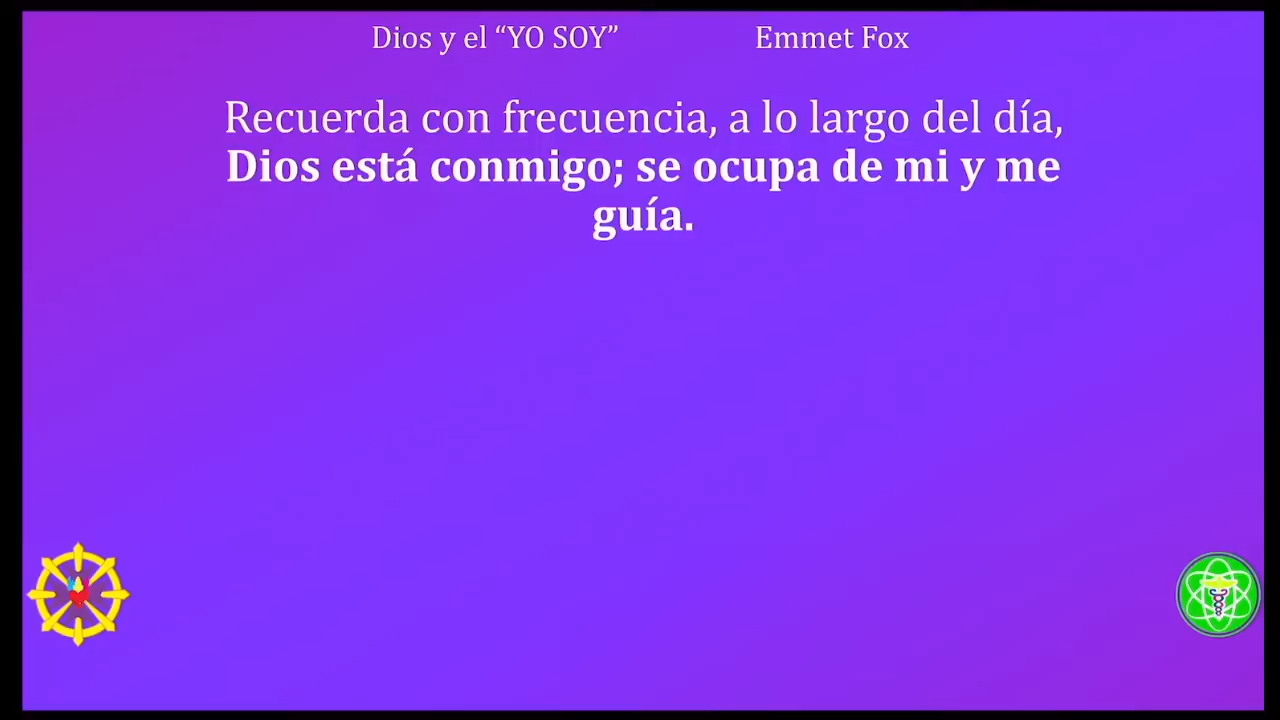 Dios y el “YO SOY” Emmet Fox
Recuerda con frecuencia, a lo largo del día,
Dios está conmigo; se ocupa de mi y me
guía.